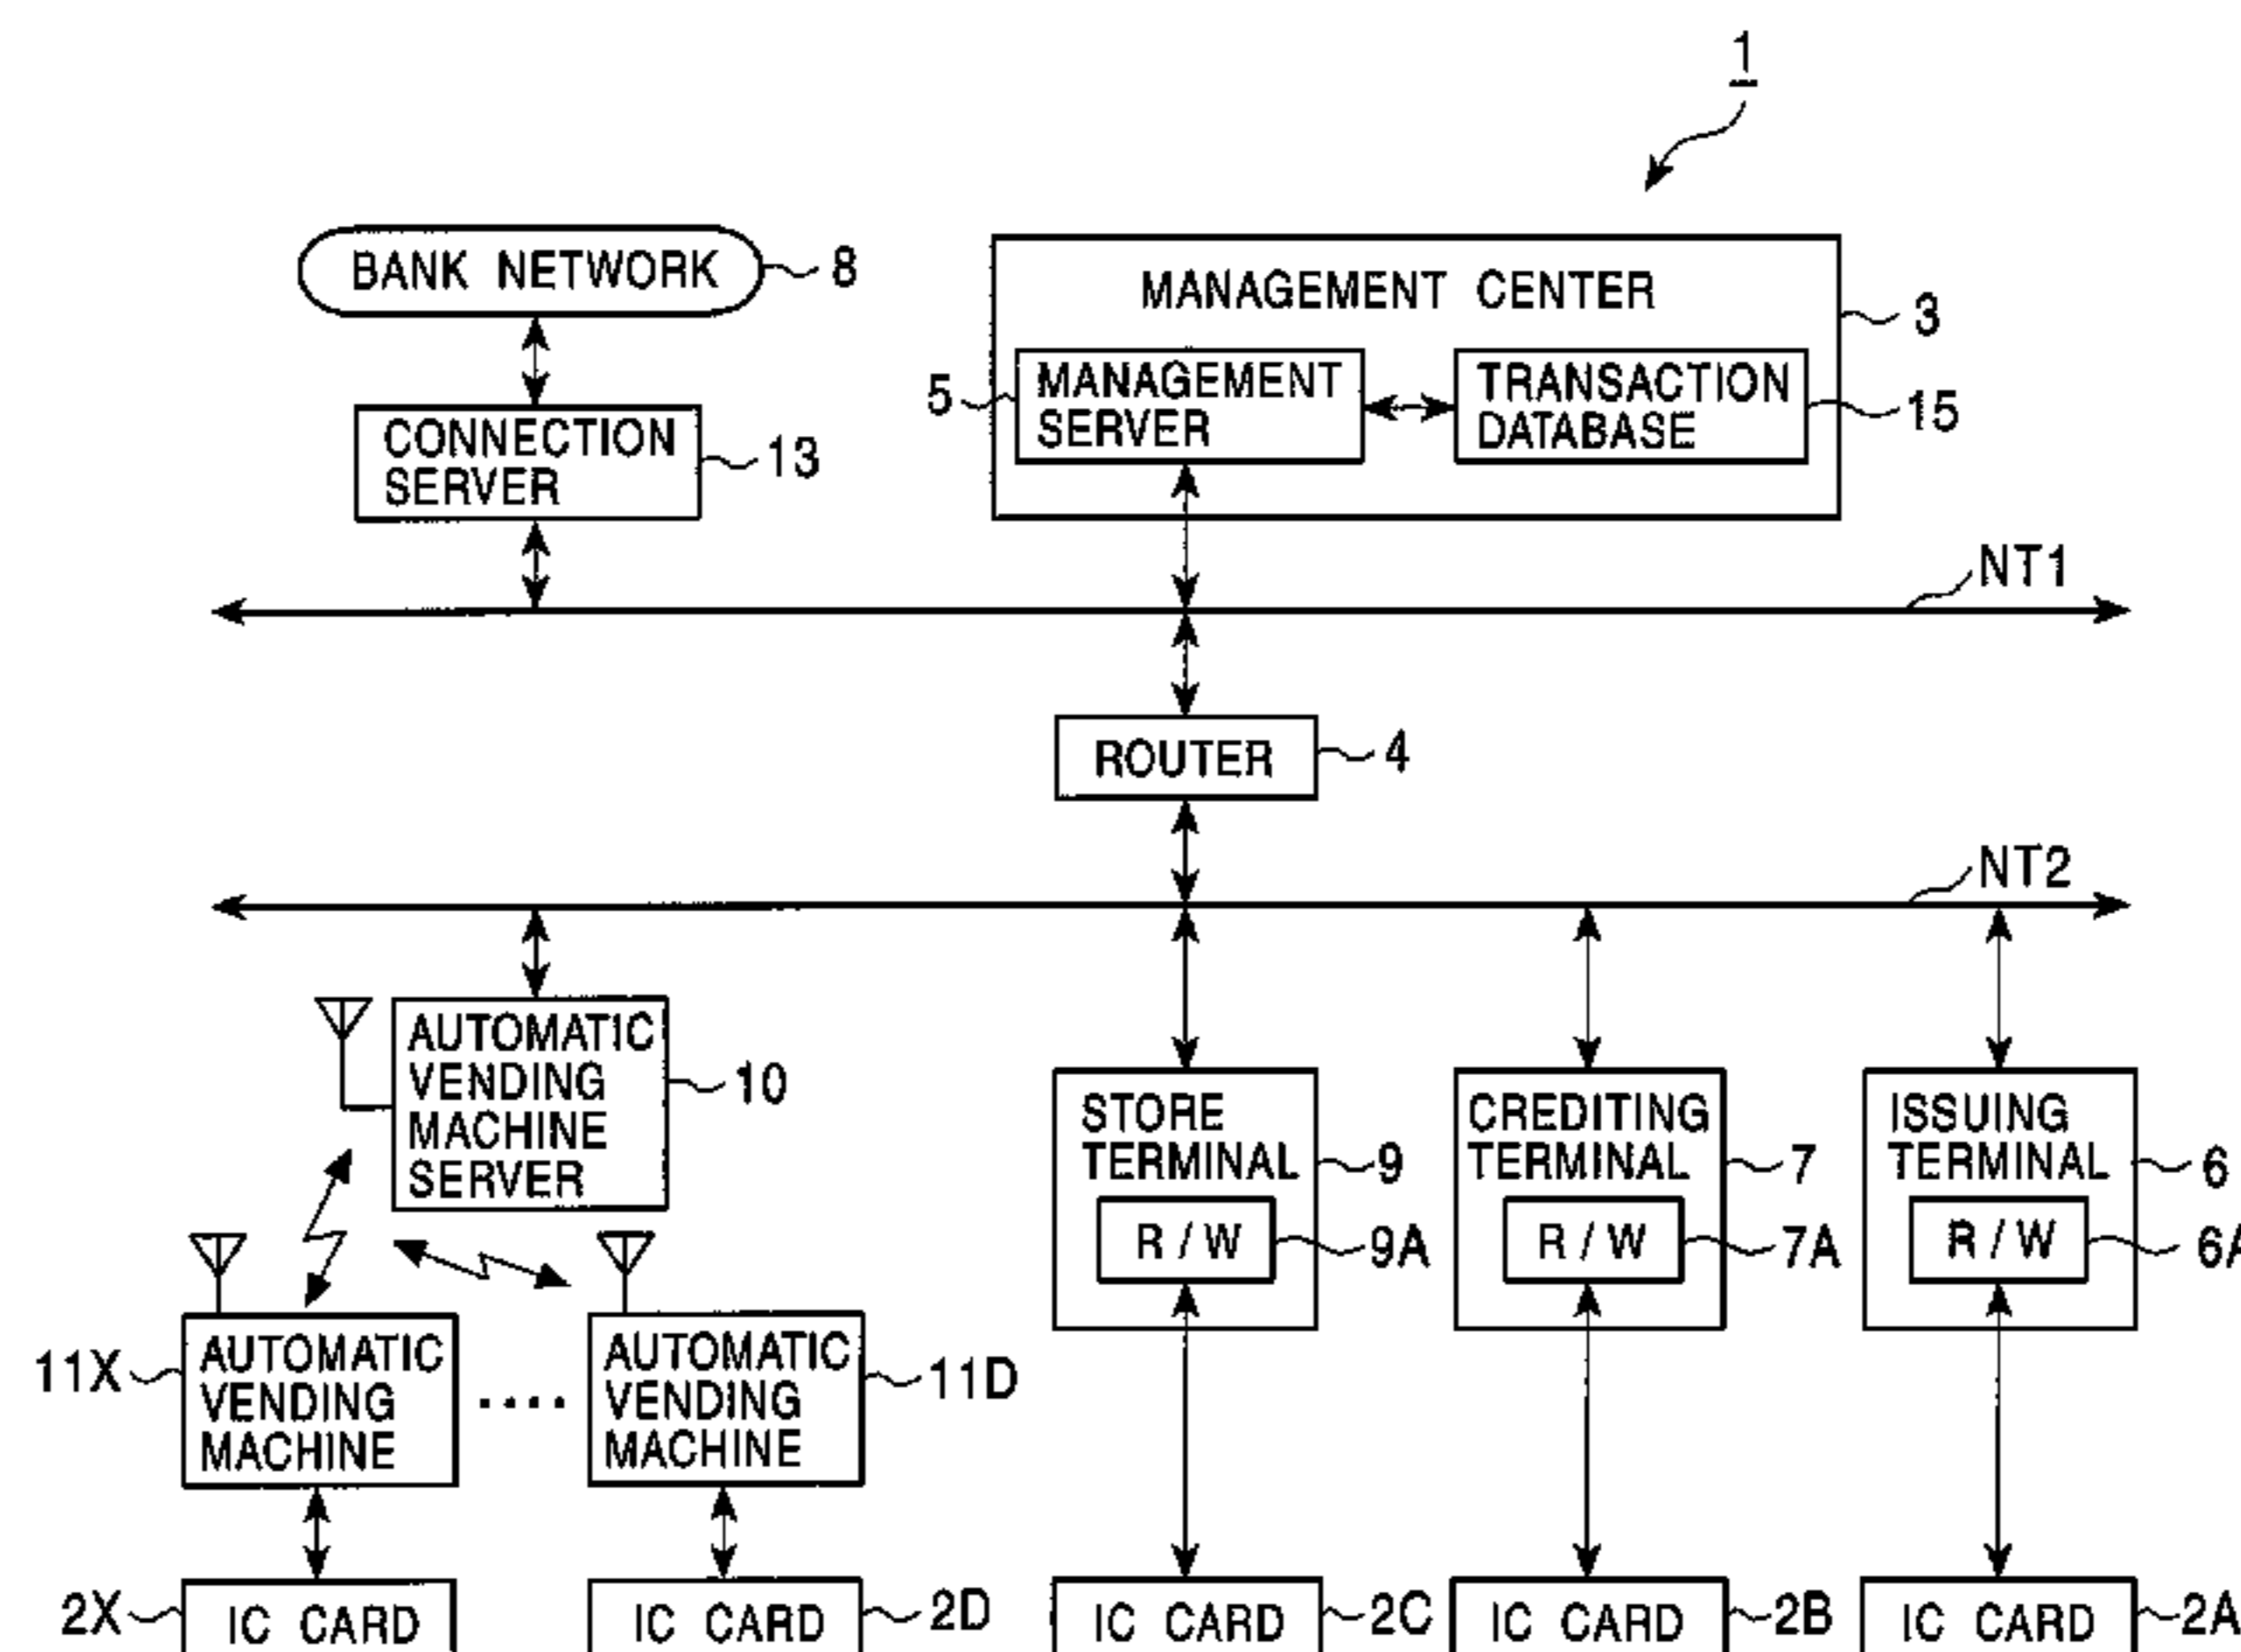 1
BANK NETWORK
8
MANAGEMENT CENTER
3
5
MANAGEMENT
SERVER
TRANSACTION
DATABASE
15
CONNECTION
SERVER
13
NT1
ROUTER
4
NT2
AUTOMATIC
VENDING
MACHINE
SERVER
10
STORE
TERMINAL
9
R / W
9A
CREDITING
TERMINAL
7
R / W
7A
ISSUING
TERMINAL
6
R / W
6A
11X
AUTOMATIC
VENDING
MACHINE
....
AUTOMATIC
VENDING
MACHINE
11D
2X
IC CARD
IC CARD
2D
IC CARD
2C
IC CARD
2B
IC CARD
2A